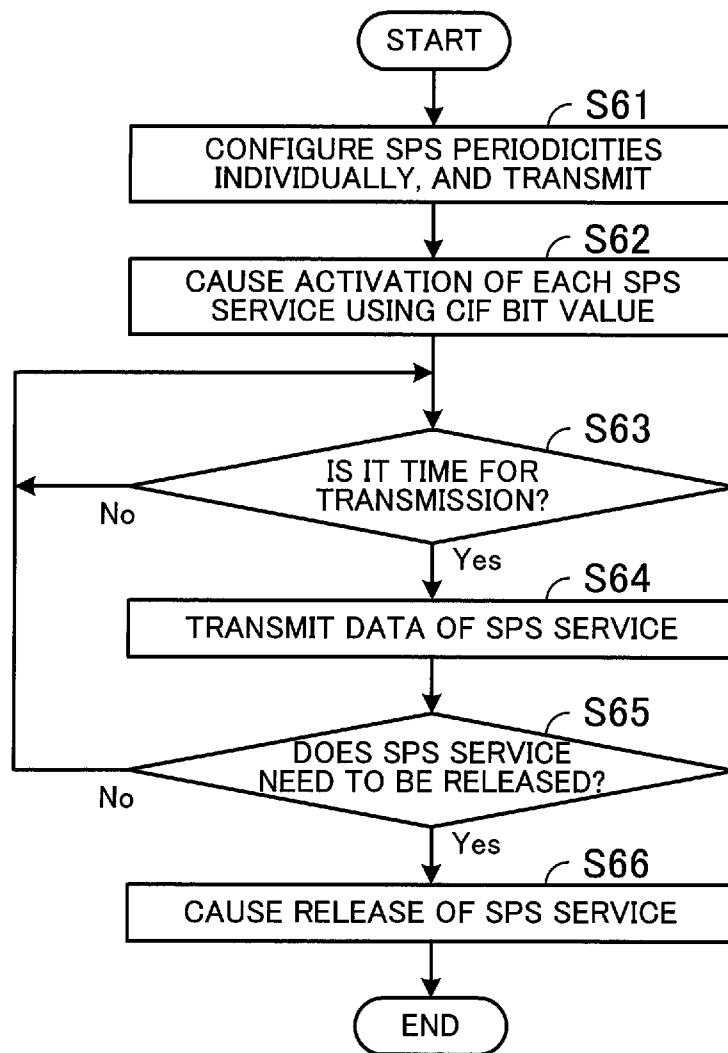 START
S61
CONFIGURE SPS PERIODICITIES
INDIVIDUALLY, AND TRANSMIT
S62
CAUSE ACTIVATION OF EACH SPS
SERVICE USING CIF BIT VALUE
S63
IS IT TIME FOR
TRANSMISSION?
No
Yes
S64
TRANSMIT DATA OF SPS SERVICE
S65
DOES SPS SERVICE
NEED TO BE RELEASED?
No
Yes
S66
CAUSE RELEASE OF SPS SERVICE
END